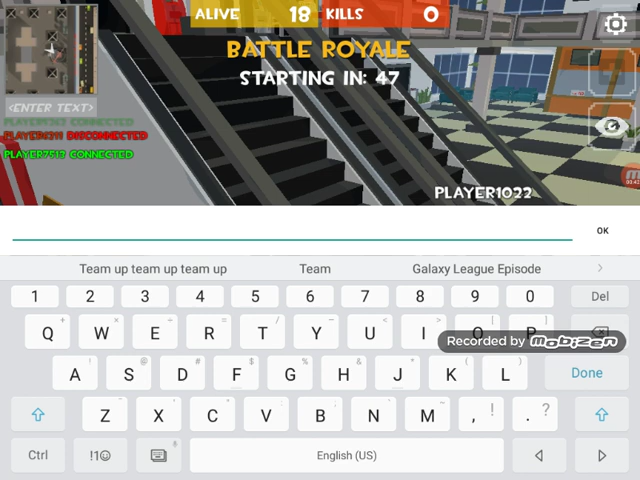 ALIVE 18 KILLS 0
BATTLE ROYALE
STARTING IN: 47
<ENTER TEXT>
DISCONNECTED
PLAYER7513 CONNECTED
PLAYER1022
OK
Team up team up team up Team Galaxy League Episode
1 2 3 4 5 6 7 8 9 0 Del
Q W E R T Y U I O P
Recorded by mobizen
A S D F G H J K L Done
Z X C V B N M , ! . ?
Ctrl !1☺ English (US)